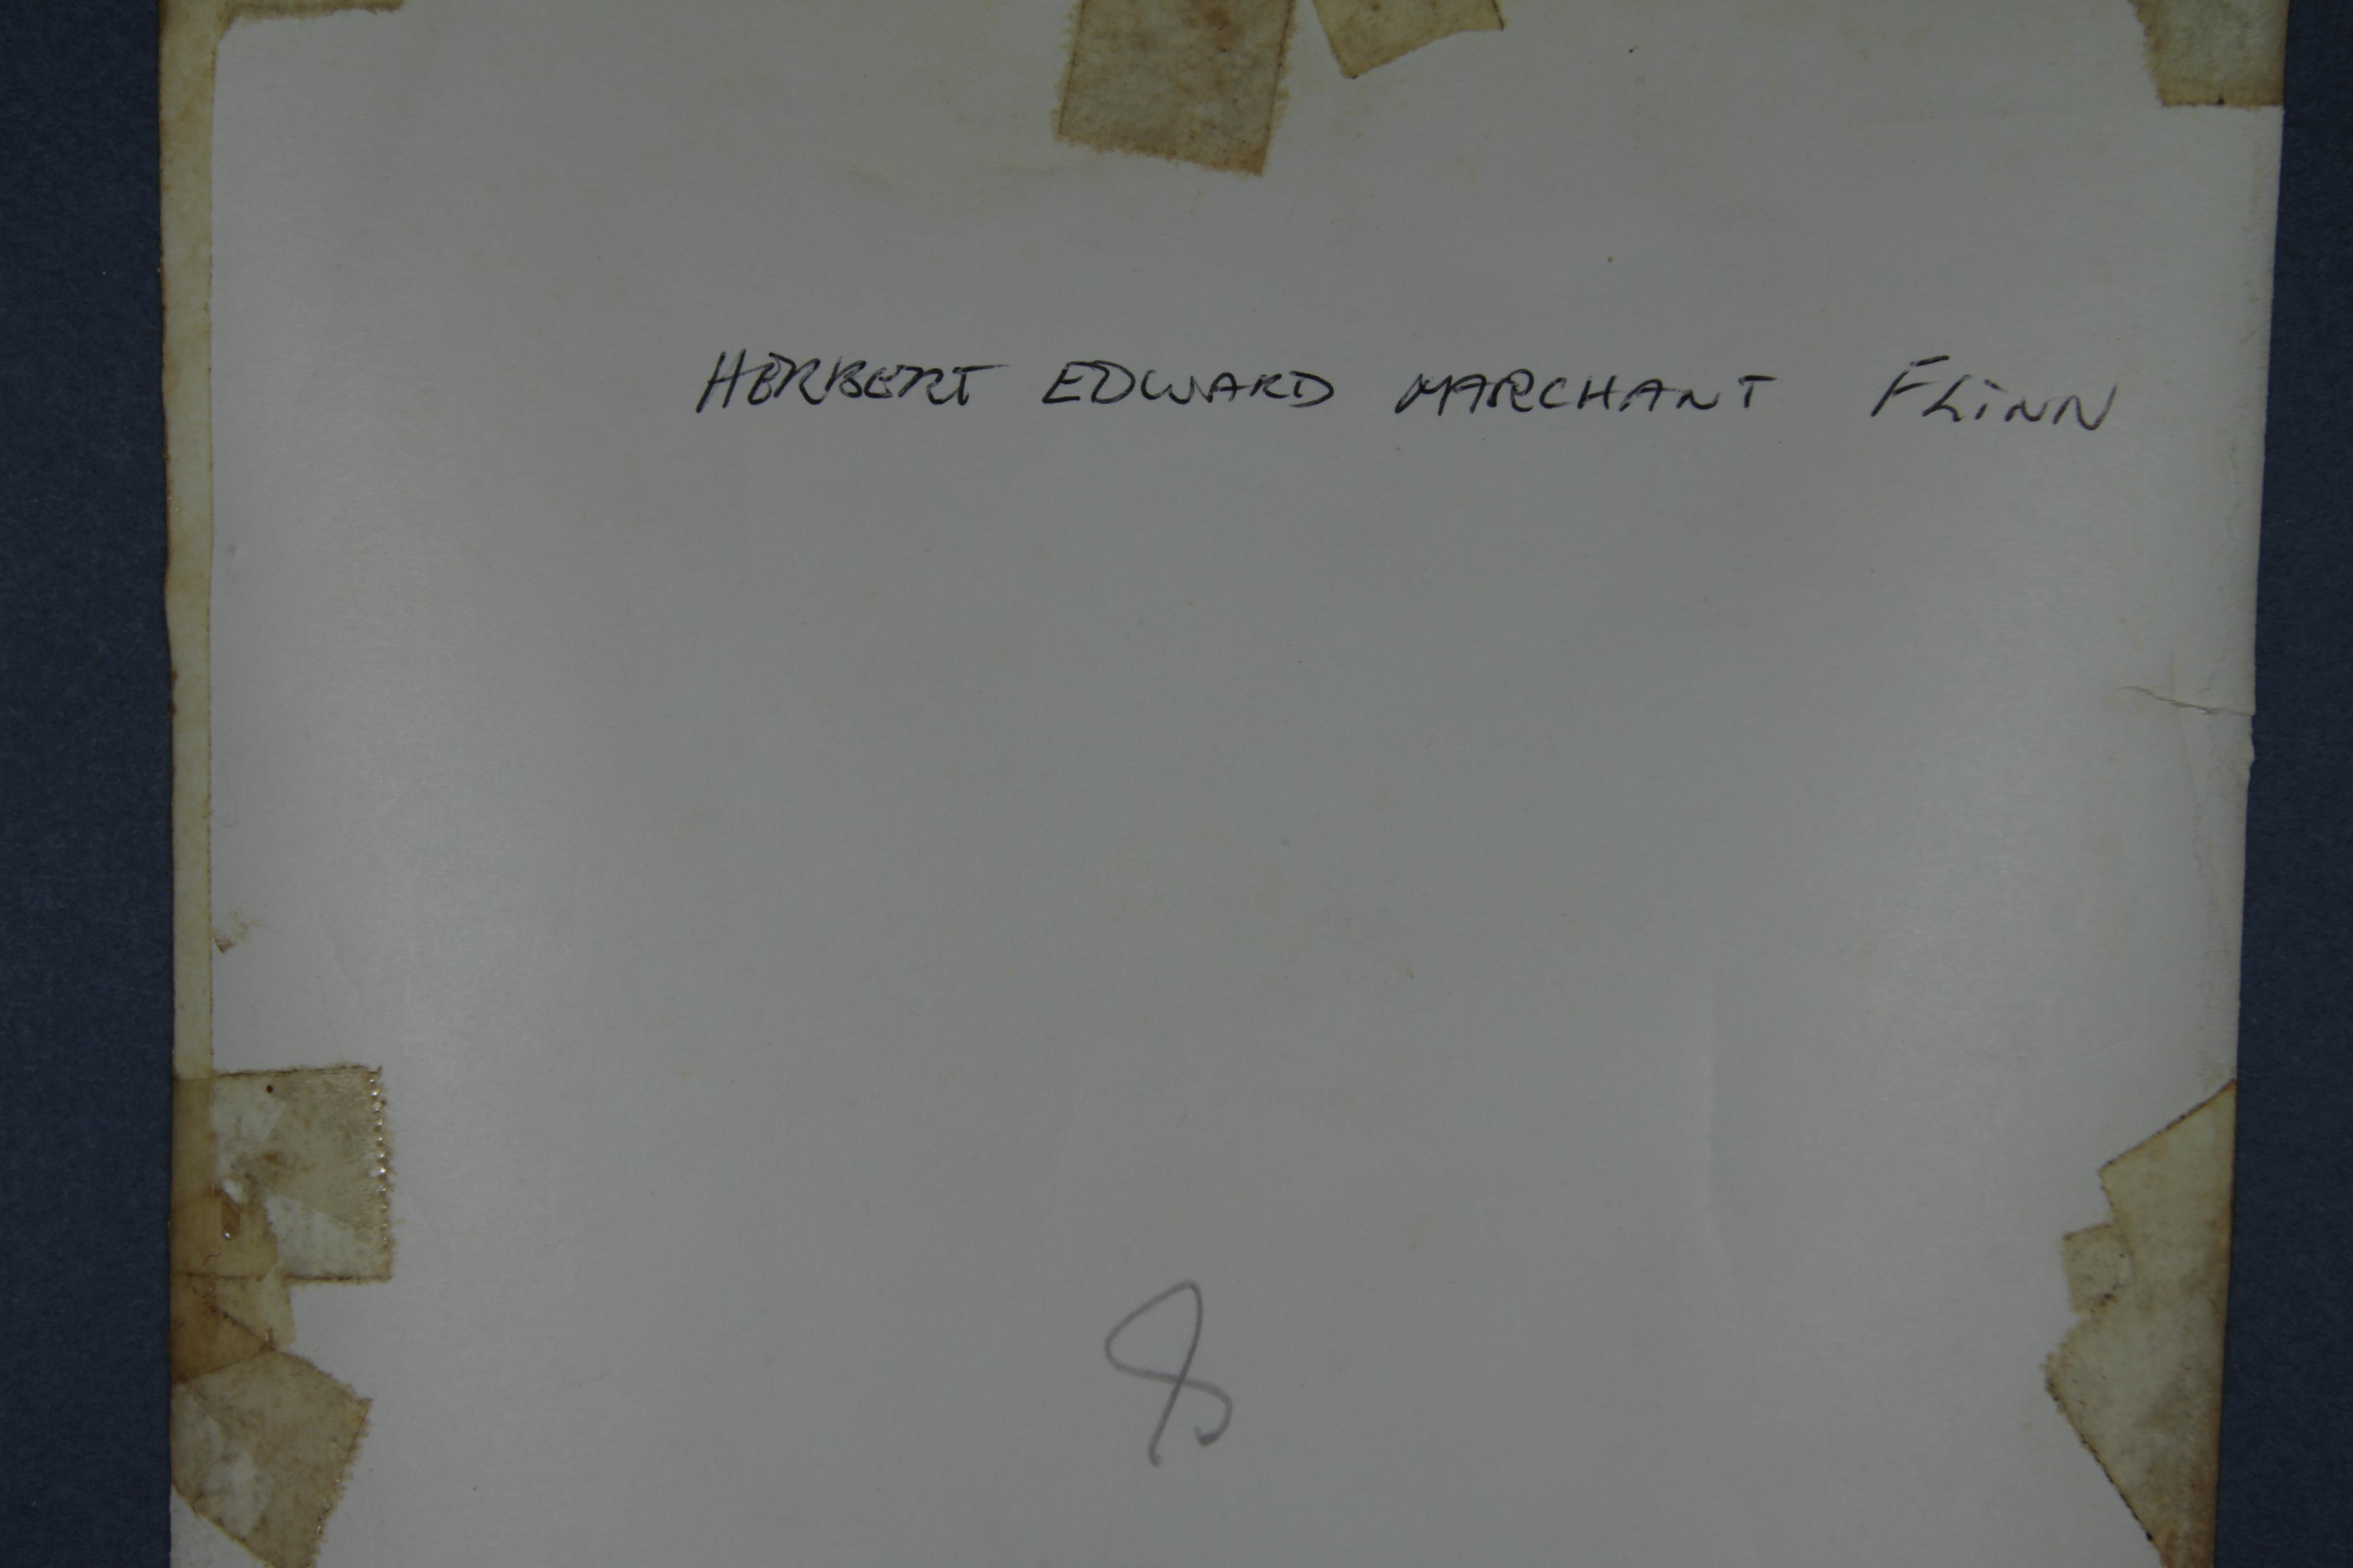 HERBERT EDWARD MARCHANT FLINN
8